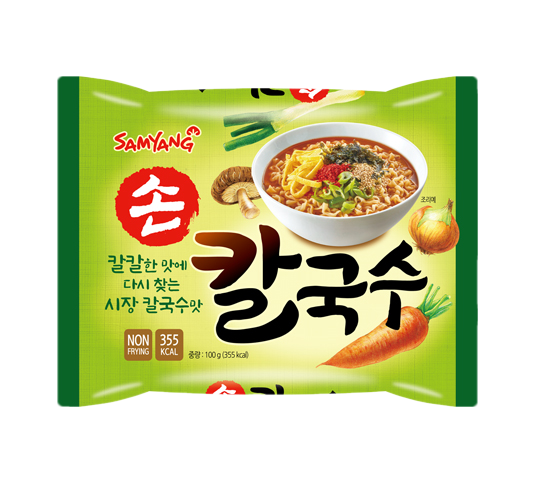 SAMYANG
손
칼국수
조리예
칼칼한 맛에
다시 찾는
시장 칼국수맛
NON
FRYING
355
KCAL
중량 : 100 g (355 kcal)
손